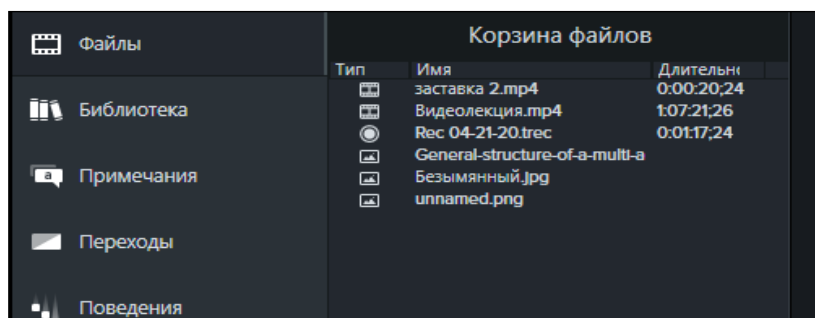 Файлы
Библиотека
a
Примечания
Переходы
Поведения
Корзина файлов
Тип Имя Длительно
заставка 2.mp4 0:00:20;24
Видеолекция.mp4 1:07:21;26
Rec 04-21-20.trec 0:01:17;24
General-structure-of-a-multi-a
Безымянный.jpg
unnamed.png